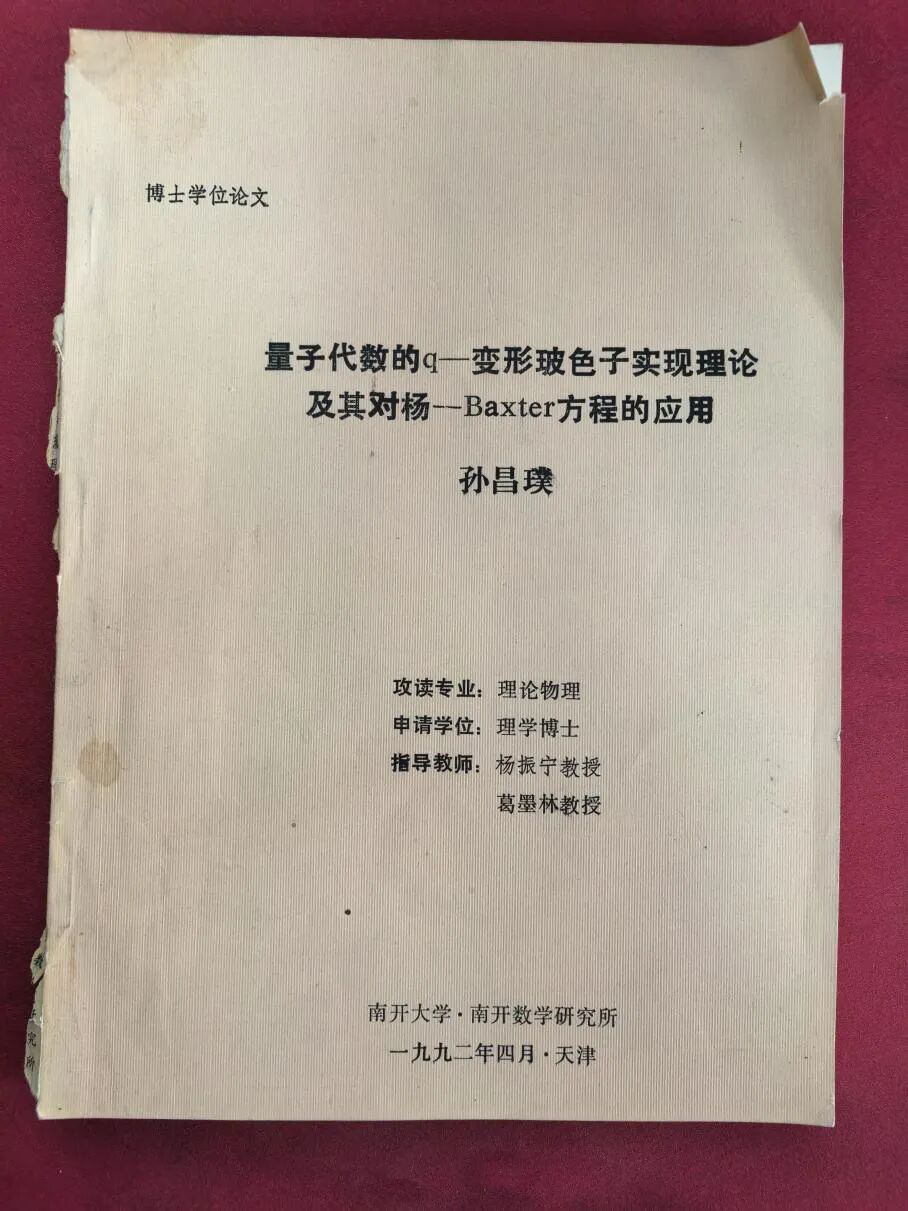 博士学位论文
量子代数的q—变形玻色子实现理论
及其对杨—Baxter方程的应用
孙昌璞
攻读专业：理论物理
申请学位：理学博士
指导教师：杨振宁教授
葛墨林教授
南开大学·南开数学研究所
一九九二年四月·天津
究
所